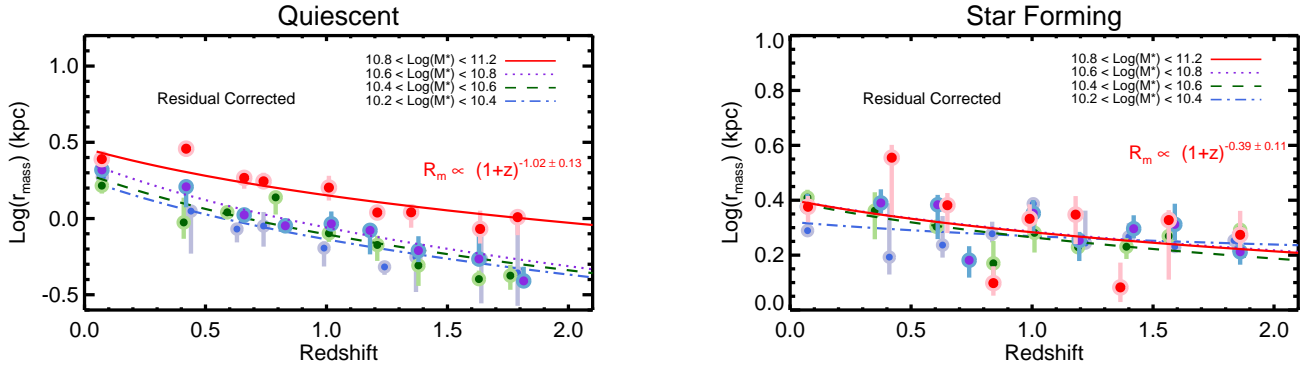 Quiescent
1.0
0.5
0.0
-0.5
Log(r_mass) (kpc)
10.8 < Log(M*) < 11.2
10.6 < Log(M*) < 10.8
10.4 < Log(M*) < 10.6
10.2 < Log(M*) < 10.4
Residual Corrected
R_m ∝ (1+z)^-1.02 ± 0.13
0.0 0.5 1.0 1.5 2.0
Redshift
Star Forming
1.0
0.8
0.6
0.4
0.2
0.0
Log(r_mass) (kpc)
10.8 < Log(M*) < 11.2
10.6 < Log(M*) < 10.8
10.4 < Log(M*) < 10.6
10.2 < Log(M*) < 10.4
Residual Corrected
R_m ∝ (1+z)^-0.39 ± 0.11
0.0 0.5 1.0 1.5 2.0
Redshift